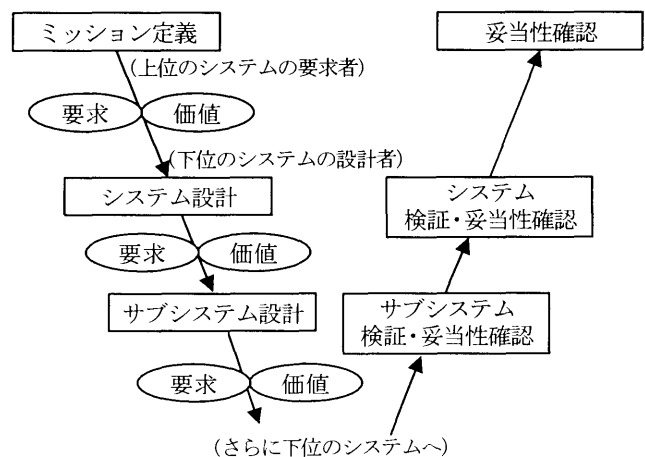 ミッション定義
妥当性確認
(上位のシステムの要求者)
要求
価値
(下位のシステムの設計者)
システム設計
システム
検証・妥当性確認
要求
価値
サブシステム設計
サブシステム
検証・妥当性確認
要求
価値
(さらに下位のシステムへ)